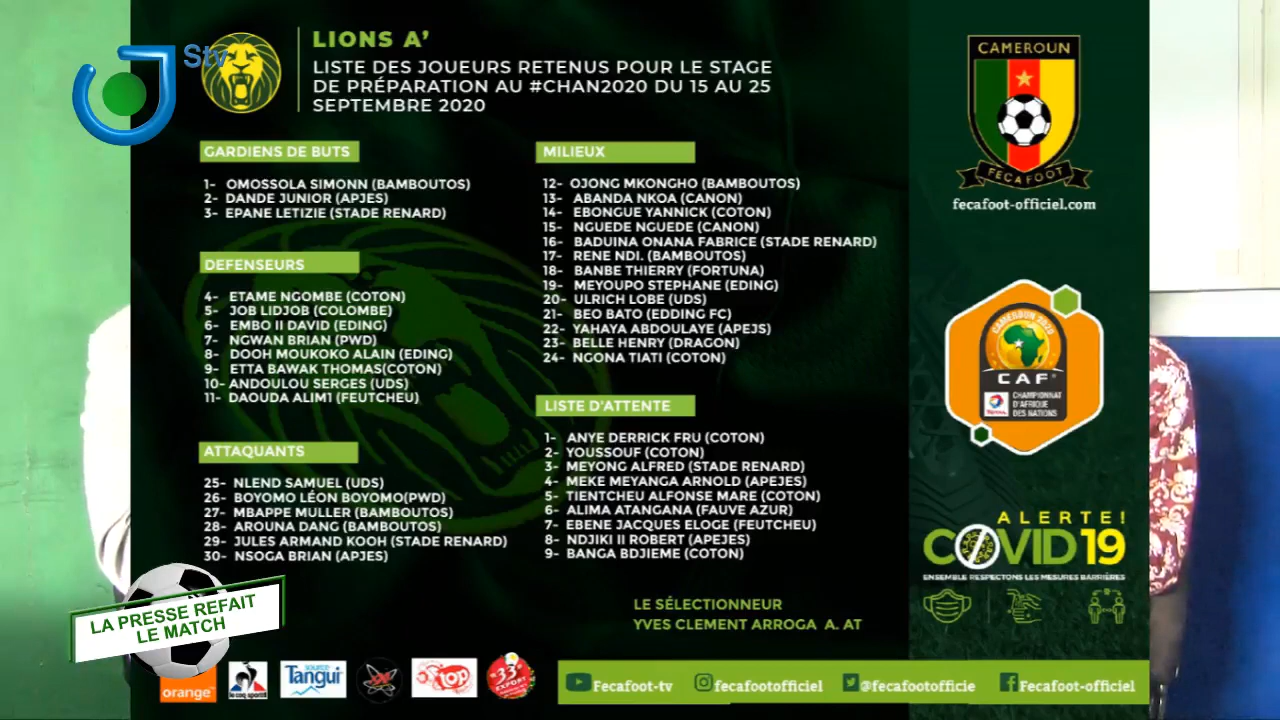 Stv
LIONS A’
LISTE DES JOUEURS RETENUS POUR LE STAGE
DE PRÉPARATION AU #CHAN2020 DU 15 AU 25
SEPTEMBRE 2020
GARDIENS DE BUTS
1- OMOSSOLA SIMONN (BAMBOUTOS)
2- DANDE JUNIOR (APJES)
3- EPANE LETIZIE (STADE RENARD)
DEFENSEURS
4- ETAME NGOMBE (COTON)
5- JOB LIDJOB (COLOMBE)
6- EMBO II DAVID (EDING)
7- NGWAN BRIAN (PWD)
8- DOOH MOUKOKO ALAIN (EDING)
9- ETTA BAWAK THOMAS(COTON)
10- ANDOULOU SERGES (UDS)
11- DAOUDA ALIM1 (FEUTCHEU)
ATTAQUANTS
25- NLEND SAMUEL (UDS)
26- BOYOMO LÉON BOYOMO(PWD)
27- MBAPPE MULLER (BAMBOUTOS)
28- AROUNA DANG (BAMBOUTOS)
29- JULES ARMAND KOOH (STADE RENARD)
30- NSOGA BRIAN (APJES)
MILIEUX
12- OJONG MKONGHO (BAMBOUTOS)
13- ABANDA NKOA (CANON)
14- EBONGUE YANNICK (COTON)
15- NGUEDE NGUEDE (CANON)
16- BADUINA ONANA FABRICE (STADE RENARD)
17- RENE NDI. (BAMBOUTOS)
18- BANBE THIERRY (FORTUNA)
19- MEYOUPO STEPHANE (EDING)
20- ULRICH LOBE (UDS)
21- BEO BATO (EDDING FC)
22- YAHAYA ABDOULAYE (APEJS)
23- BELLE HENRY (DRAGON)
24- NGONA TIATI (COTON)
LISTE D'ATTENTE
1- ANYE DERRICK FRU (COTON)
2- YOUSSOUF (COTON)
3- MEYONG ALFRED (STADE RENARD)
4- MEKE MEYANGA ARNOLD (APEJES)
5- TIENTCHEU ALFONSE MARE (COTON)
6- ALIMA ATANGANA (FAUVE AZUR)
7- EBENE JACQUES ELOGE (FEUTCHEU)
8- NDJIKI II ROBERT (APEJES)
9- BANGA BDJIEME (COTON)
LE SÉLECTIONNEUR
YVES CLEMENT ARROGA A. AT
CAMEROUN
FECAFOOT
fecafoot-officiel.com
CAMEROUN 2020
CAF
TOTAL
CHAMPIONNAT
D'AFRIQUE
DES NATIONS
ALERTE!
COVID 19
ENSEMBLE RESPECTONS LES MESURES BARRIÈRES
LA PRESSE REFAIT
LE MATCH
orange
le coq sportif
source
Tangui
top
"33"
EXPORT
Fecafoot-tv
fecafootofficiel
@fecafootofficie
Fecafoot-officiel